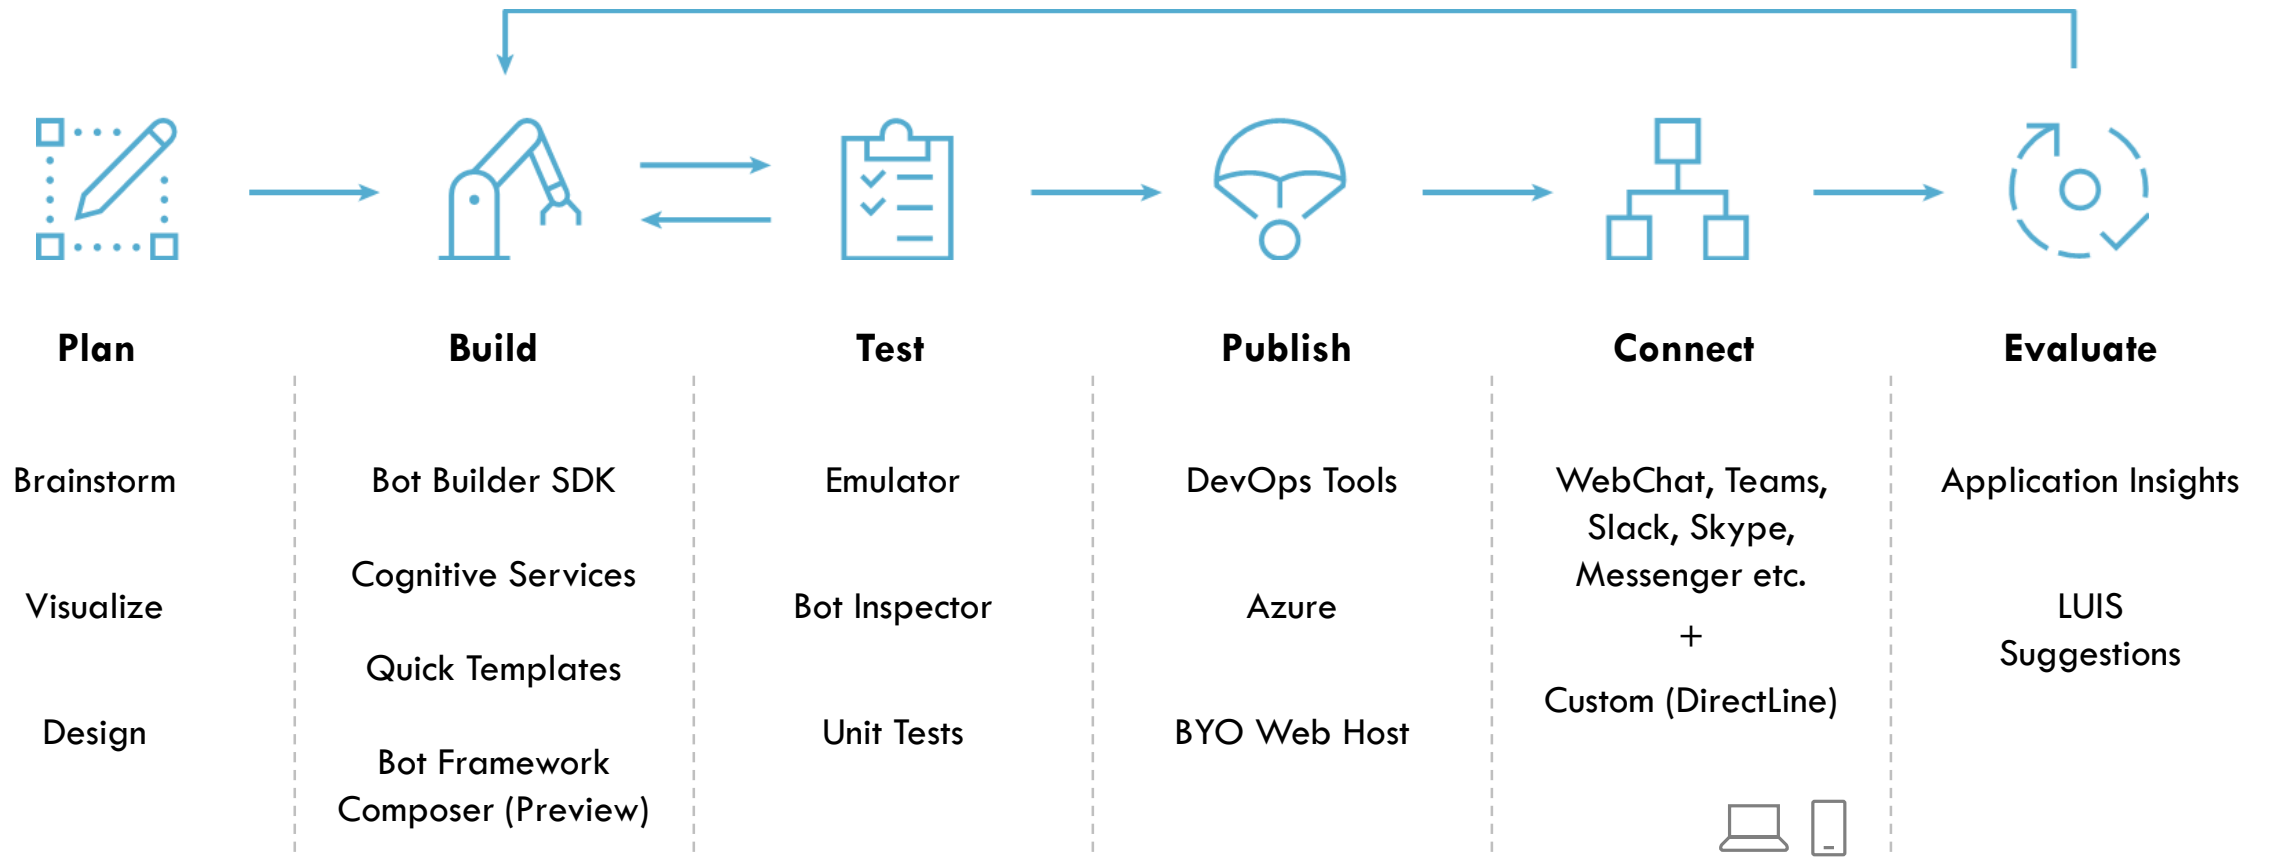 Plan
Build
Test
Publish
Connect
Evaluate
Brainstorm
Visualize
Design
Bot Builder SDK
Cognitive Services
Quick Templates
Bot Framework
Composer (Preview)
Emulator
Bot Inspector
Unit Tests
DevOps Tools
Azure
BYO Web Host
WebChat, Teams,
Slack, Skype,
Messenger etc.
+
Custom (DirectLine)
Application Insights
LUIS
Suggestions